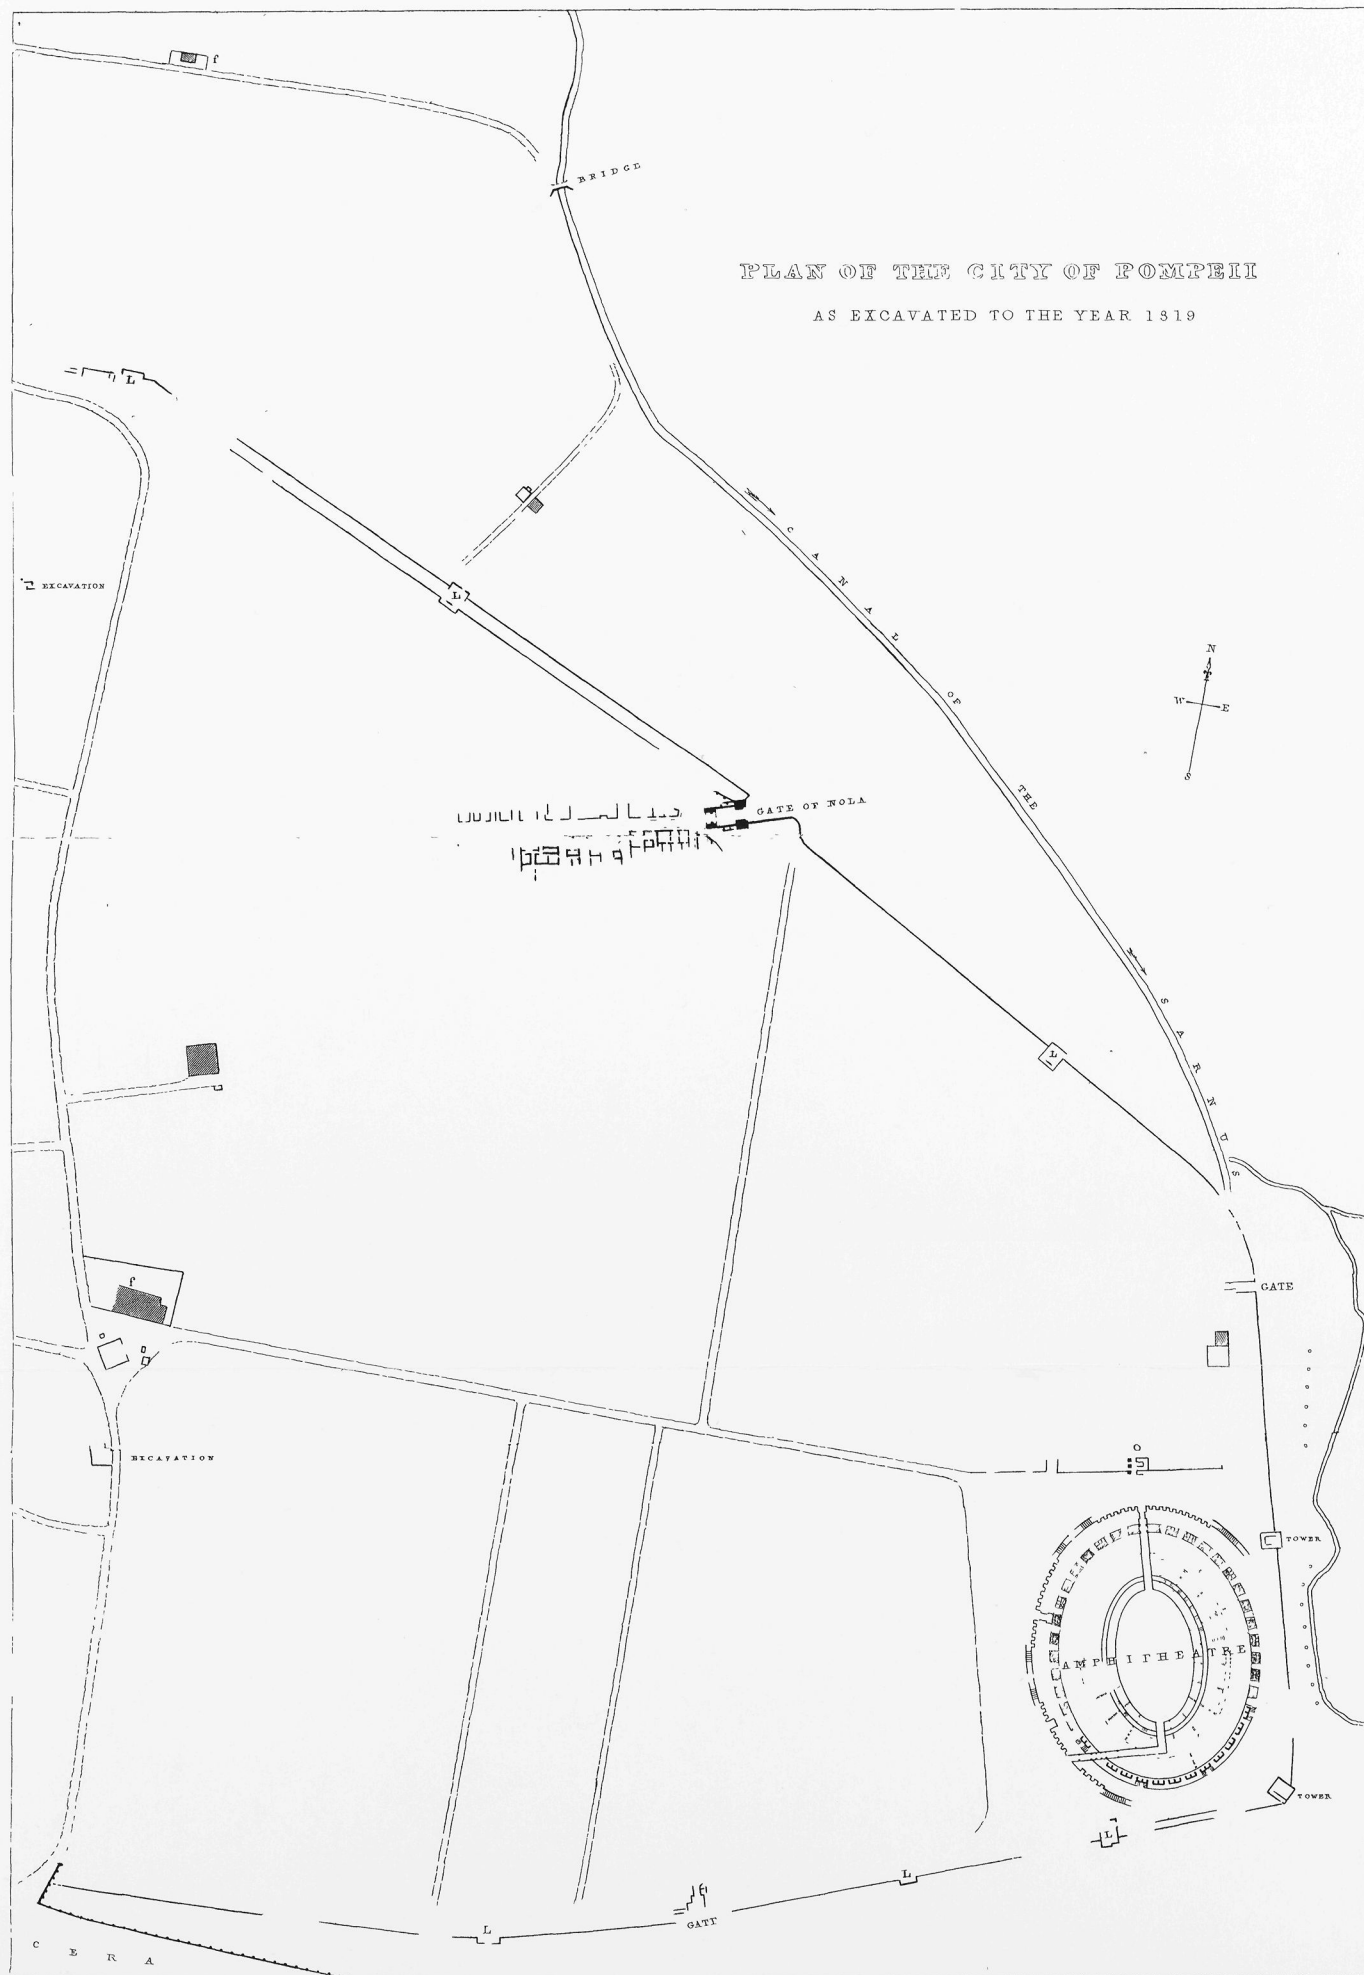 f
BRIDGE
PLAN OF THE CITY OF POMPEII
AS EXCAVATED TO THE YEAR 1819
L
EXCAVATION
L
CANAL OF THE SARNUS
N
W E
S
GATE OF NOLA
L
GATE
f
EXCAVATION
O
TOWER
AMPHITHEATRE
TOWER
L
L
GATE
L
CERA